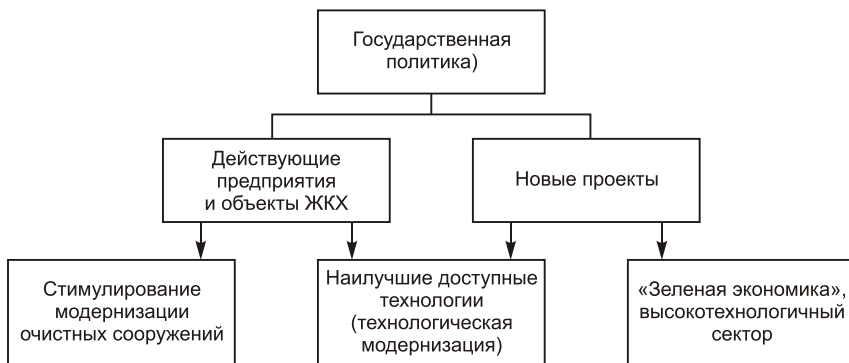 Государственная
политика)
Действующие
предприятия
и объекты ЖКХ
Новые проекты
Стимулирование
модернизации
очистных сооружений
Наилучшие доступные
технологии
(технологическая
модернизация)
«Зеленая экономика»,
высокотехнологичный
сектор